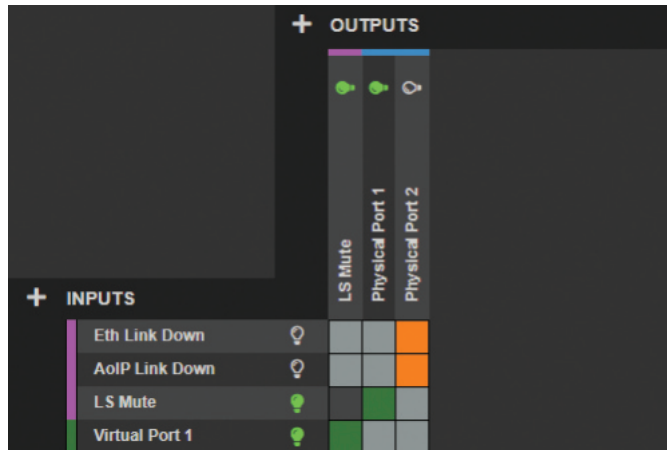 + OUTPUTS
LS Mute
Physical Port 1
Physical Port 2
+ INPUTS
Eth Link Down
AoIP Link Down
LS Mute
Virtual Port 1